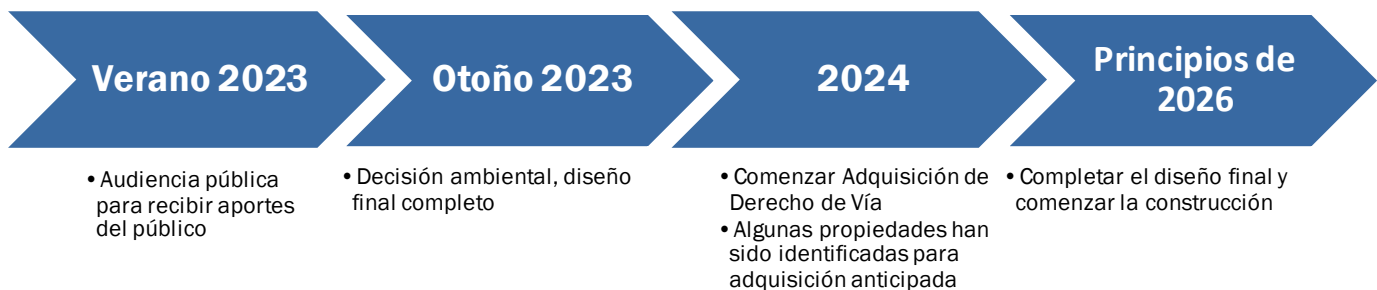 Verano 2023
• Audiencia pública
para recibir aportes
del público
Otoño 2023
• Decisión ambiental, diseño
final completo
2024
• Comenzar Adquisición de
Derecho de Vía
• Algunas propiedades han
sido identificadas para
adquisición anticipada
Principios de
2026
• Completar el diseño final y
comenzar la construcción